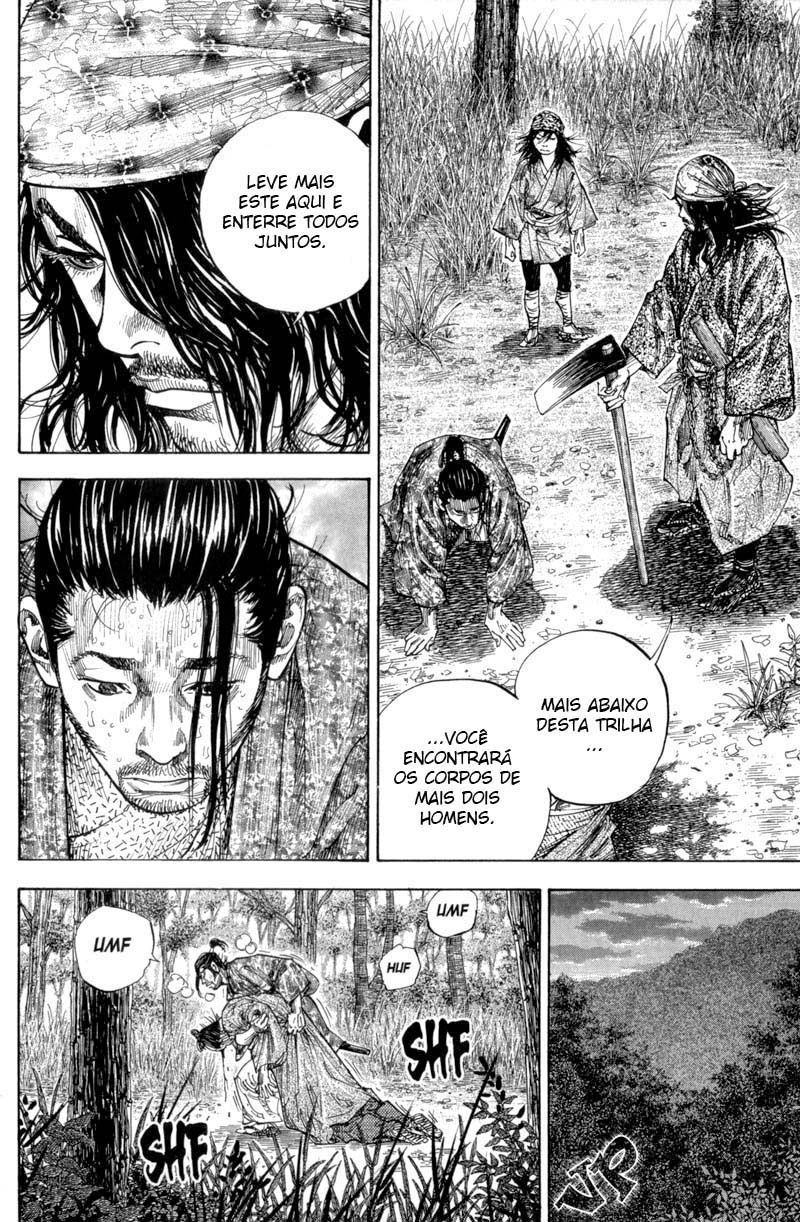 MAIS ABAIXO
DESTA TRILHA
...
...VOCÊ
ENCONTRARÁ
OS CORPOS DE
MAIS DOIS
HOMENS.
LEVE MAIS
ESTE AQUI E
ENTERRE TODOS
JUNTOS.
VP
UMF
HUF
SHF
UMF
SHF